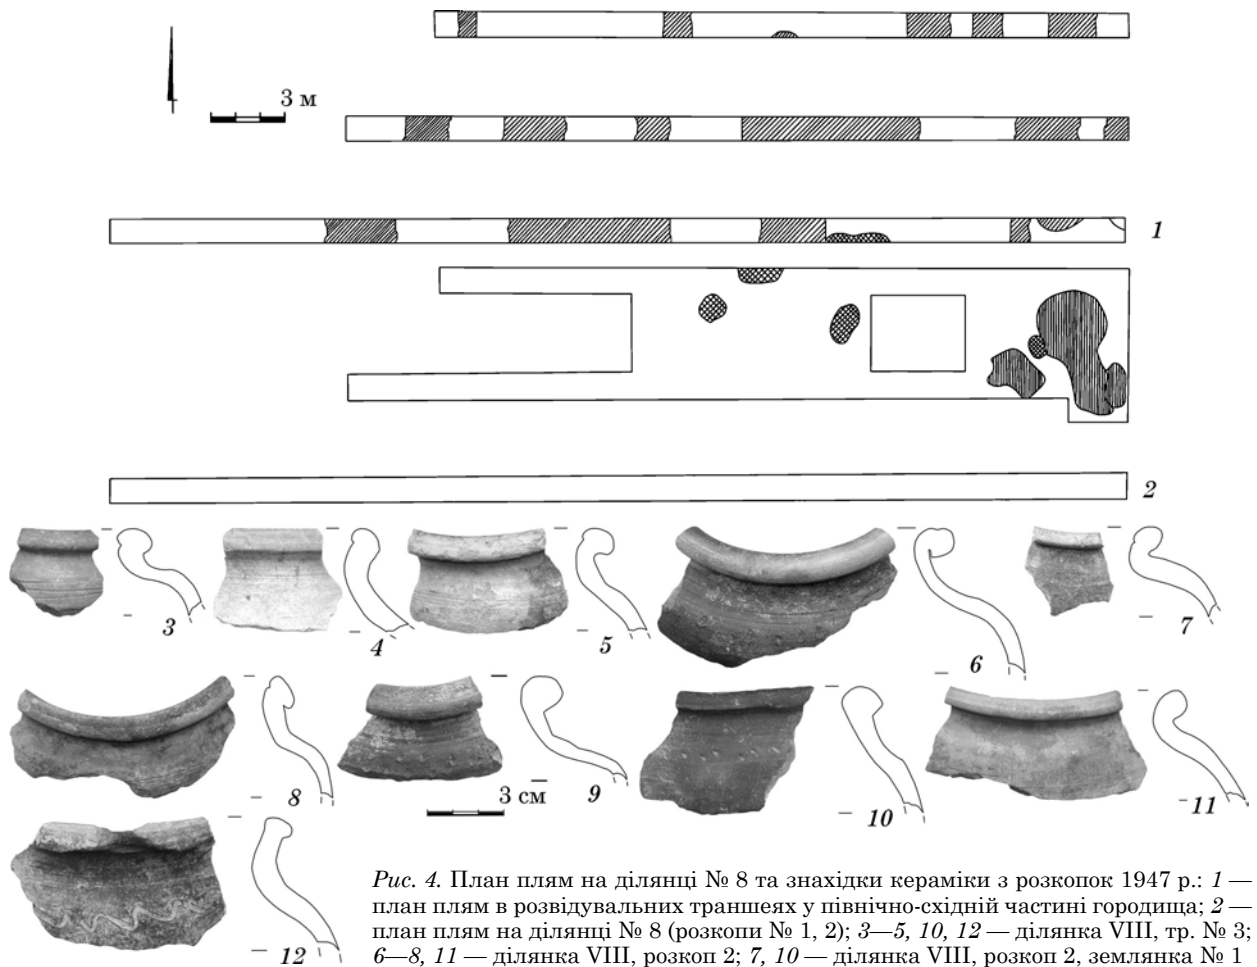 3 м
1
2
3
4
5
6
7
8
9
10
11
3 см
12
Рис. 4. План плям на ділянці № 8 та знахідки кераміки з розкопок 1947 р.: 1 —
план плям в розвідувальних траншеях у північно-східній частині городища; 2 —
план плям на ділянці № 8 (розкопи № 1, 2); 3—5, 10, 12 — ділянка VIII, тр. № 3;
6—8, 11 — ділянка VIII, розкоп 2; 7, 10 — ділянка VIII, розкоп 2, землянка № 1